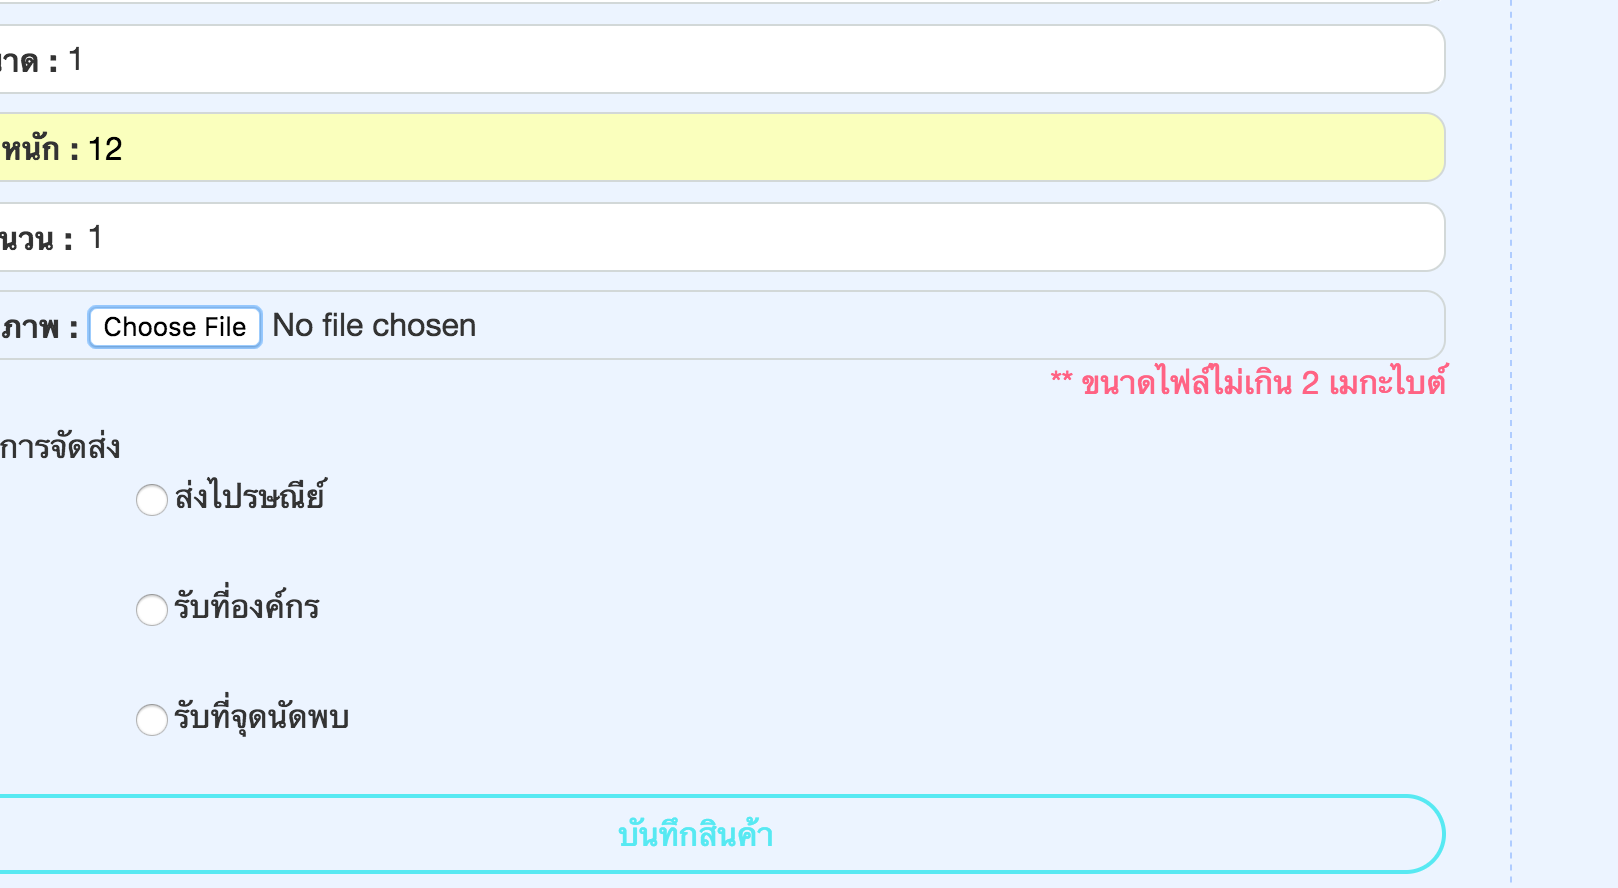 าด : 1
หนัก : 12
นวน : 1
ภาพ : Choose File No file chosen
** ขนาดไฟล์ไม่เกิน 2 เมกะไบต์
การจัดส่ง
ส่งไปรษณีย์
รับที่องค์กร
รับที่จุดนัดพบ
บันทึกสินค้า